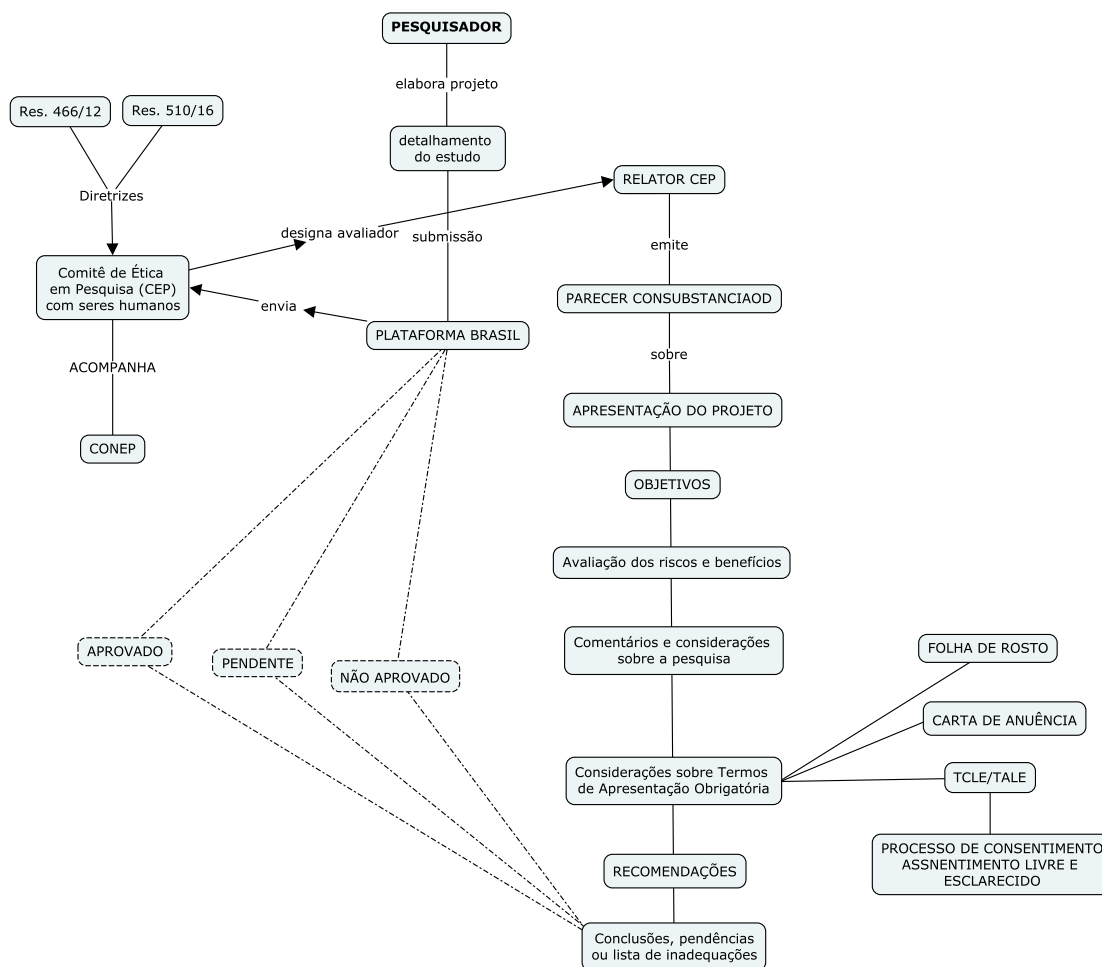 PESQUISADOR
elabora projeto
Res. 466/12
Res. 510/16
detalhamento
do estudo
RELATOR CEP
Diretrizes
designa avaliador
submissão
emite
Comitê de Ética
em Pesquisa (CEP)
com seres humanos
envia
PARECER CONSUBSTANCIAOD
PLATAFORMA BRASIL
ACOMPANHA
sobre
APRESENTAÇÃO DO PROJETO
CONEP
OBJETIVOS
Avaliação dos riscos e benefícios
Comentários e considerações
sobre a pesquisa
APROVADO
PENDENTE
NÃO APROVADO
FOLHA DE ROSTO
CARTA DE ANUÊNCIA
Considerações sobre Termos
de Apresentação Obrigatória
TCLE/TALE
PROCESSO DE CONSENTIMENTO
ASSNENTIMENTO LIVRE E
ESCLARECIDO
RECOMENDAÇÕES
Conclusões, pendências
ou lista de inadequações